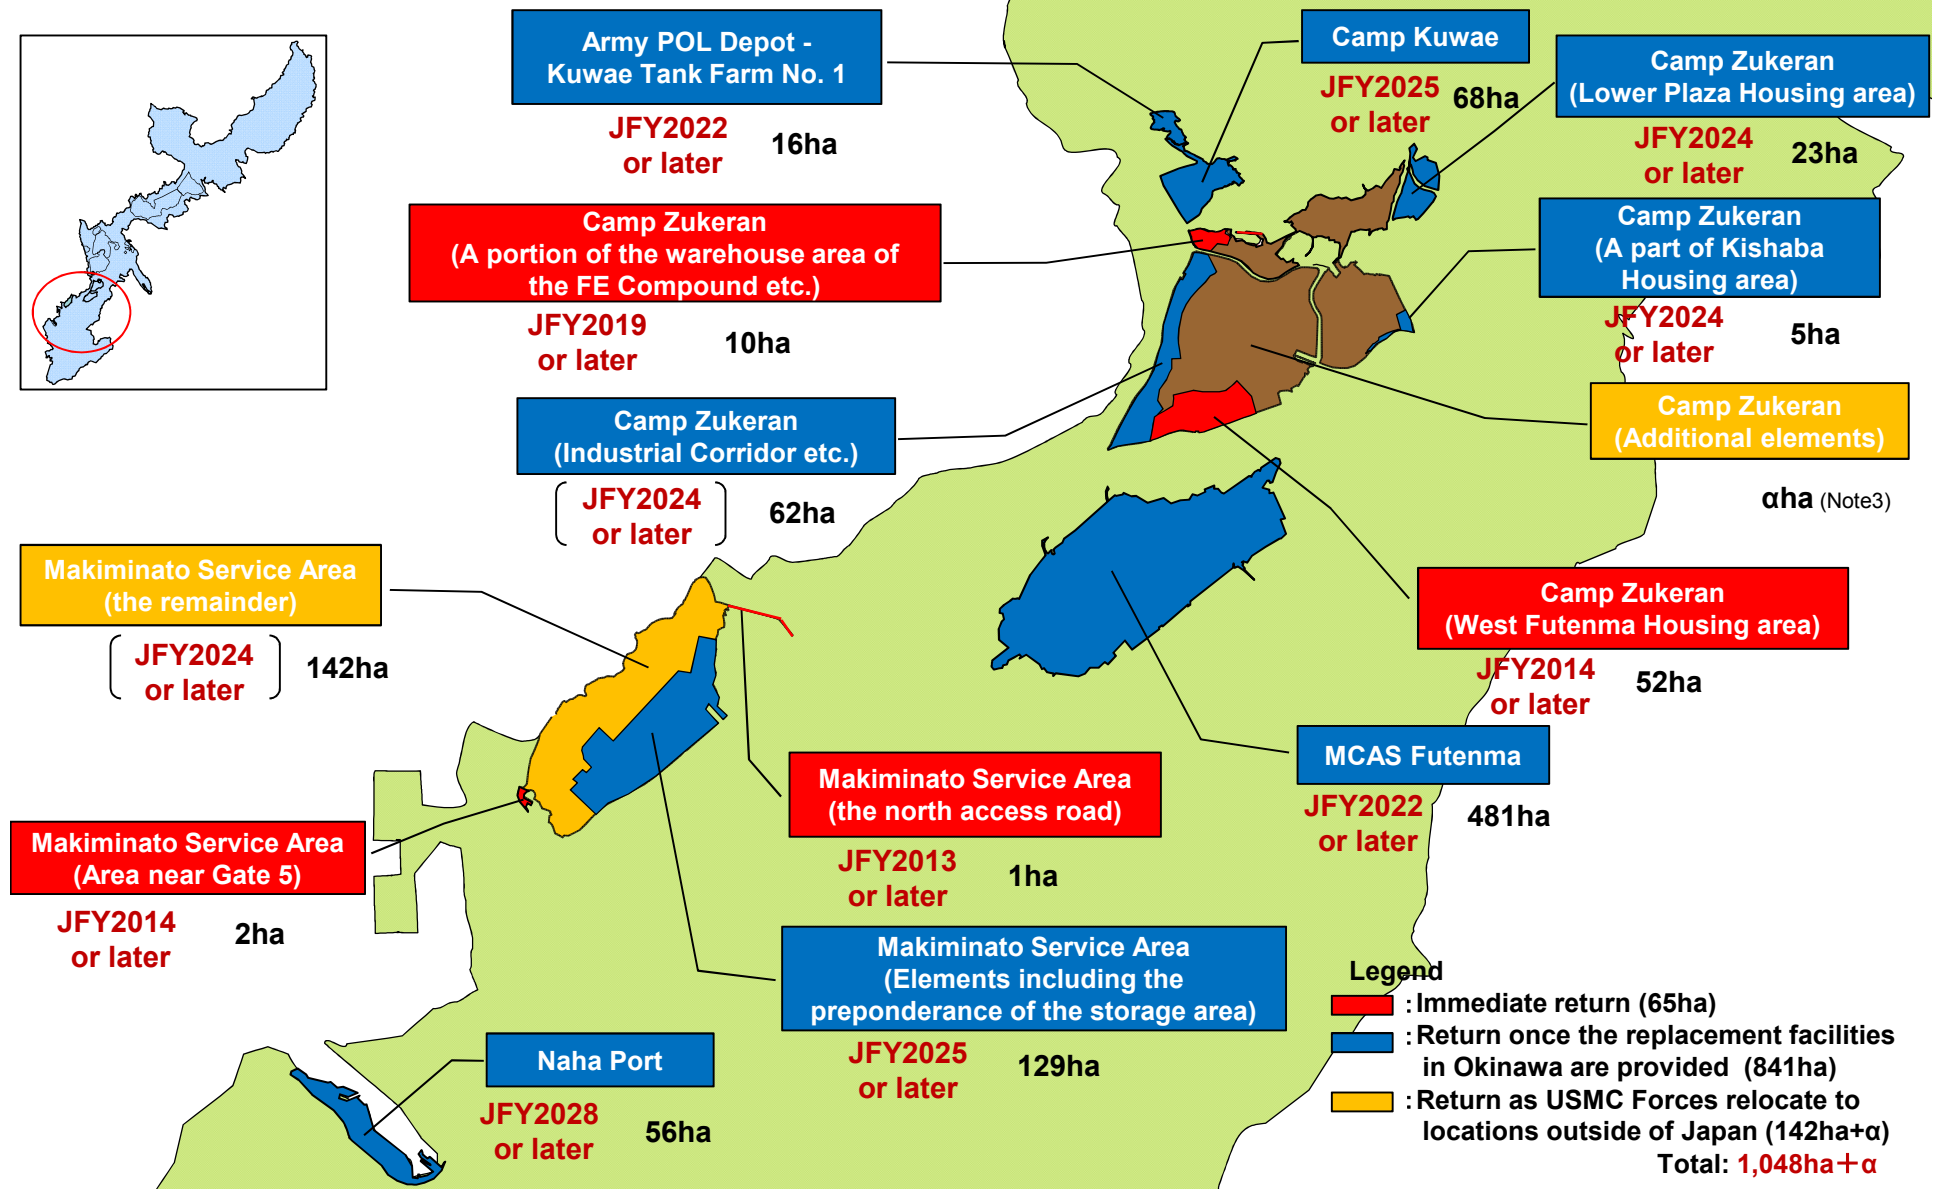 Army POL Depot -
Kuwae Tank Farm No. 1
JFY2022
or later
16ha
Camp Kuwae
JFY2025
or later
68ha
Camp Zukeran
(Lower Plaza Housing area)
JFY2024
or later
23ha
Camp Zukeran
(A portion of the warehouse area of
the FE Compound etc.)
JFY2019
or later
10ha
Camp Zukeran
(A part of Kishaba
Housing area)
JFY2024
or later
5ha
Camp Zukeran
(Industrial Corridor etc.)
JFY2024
or later
62ha
Camp Zukeran
(Additional elements)
αha (Note3)
Makiminato Service Area
(the remainder)
JFY2024
or later
142ha
Camp Zukeran
(West Futenma Housing area)
JFY2014
or later
52ha
MCAS Futenma
JFY2022
or later
481ha
Makiminato Service Area
(the north access road)
JFY2013
or later
1ha
Makiminato Service Area
(Area near Gate 5)
JFY2014
or later
2ha
Makiminato Service Area
(Elements including the
preponderance of the storage area)
JFY2025
or later
129ha
Naha Port
JFY2028
or later
56ha
Legend
:Immediate return (65ha)
:Return once the replacement facilities
in Okinawa are provided (841ha)
:Return as USMC Forces relocate to
locations outside of Japan (142ha+α)
Total: 1,048ha＋α